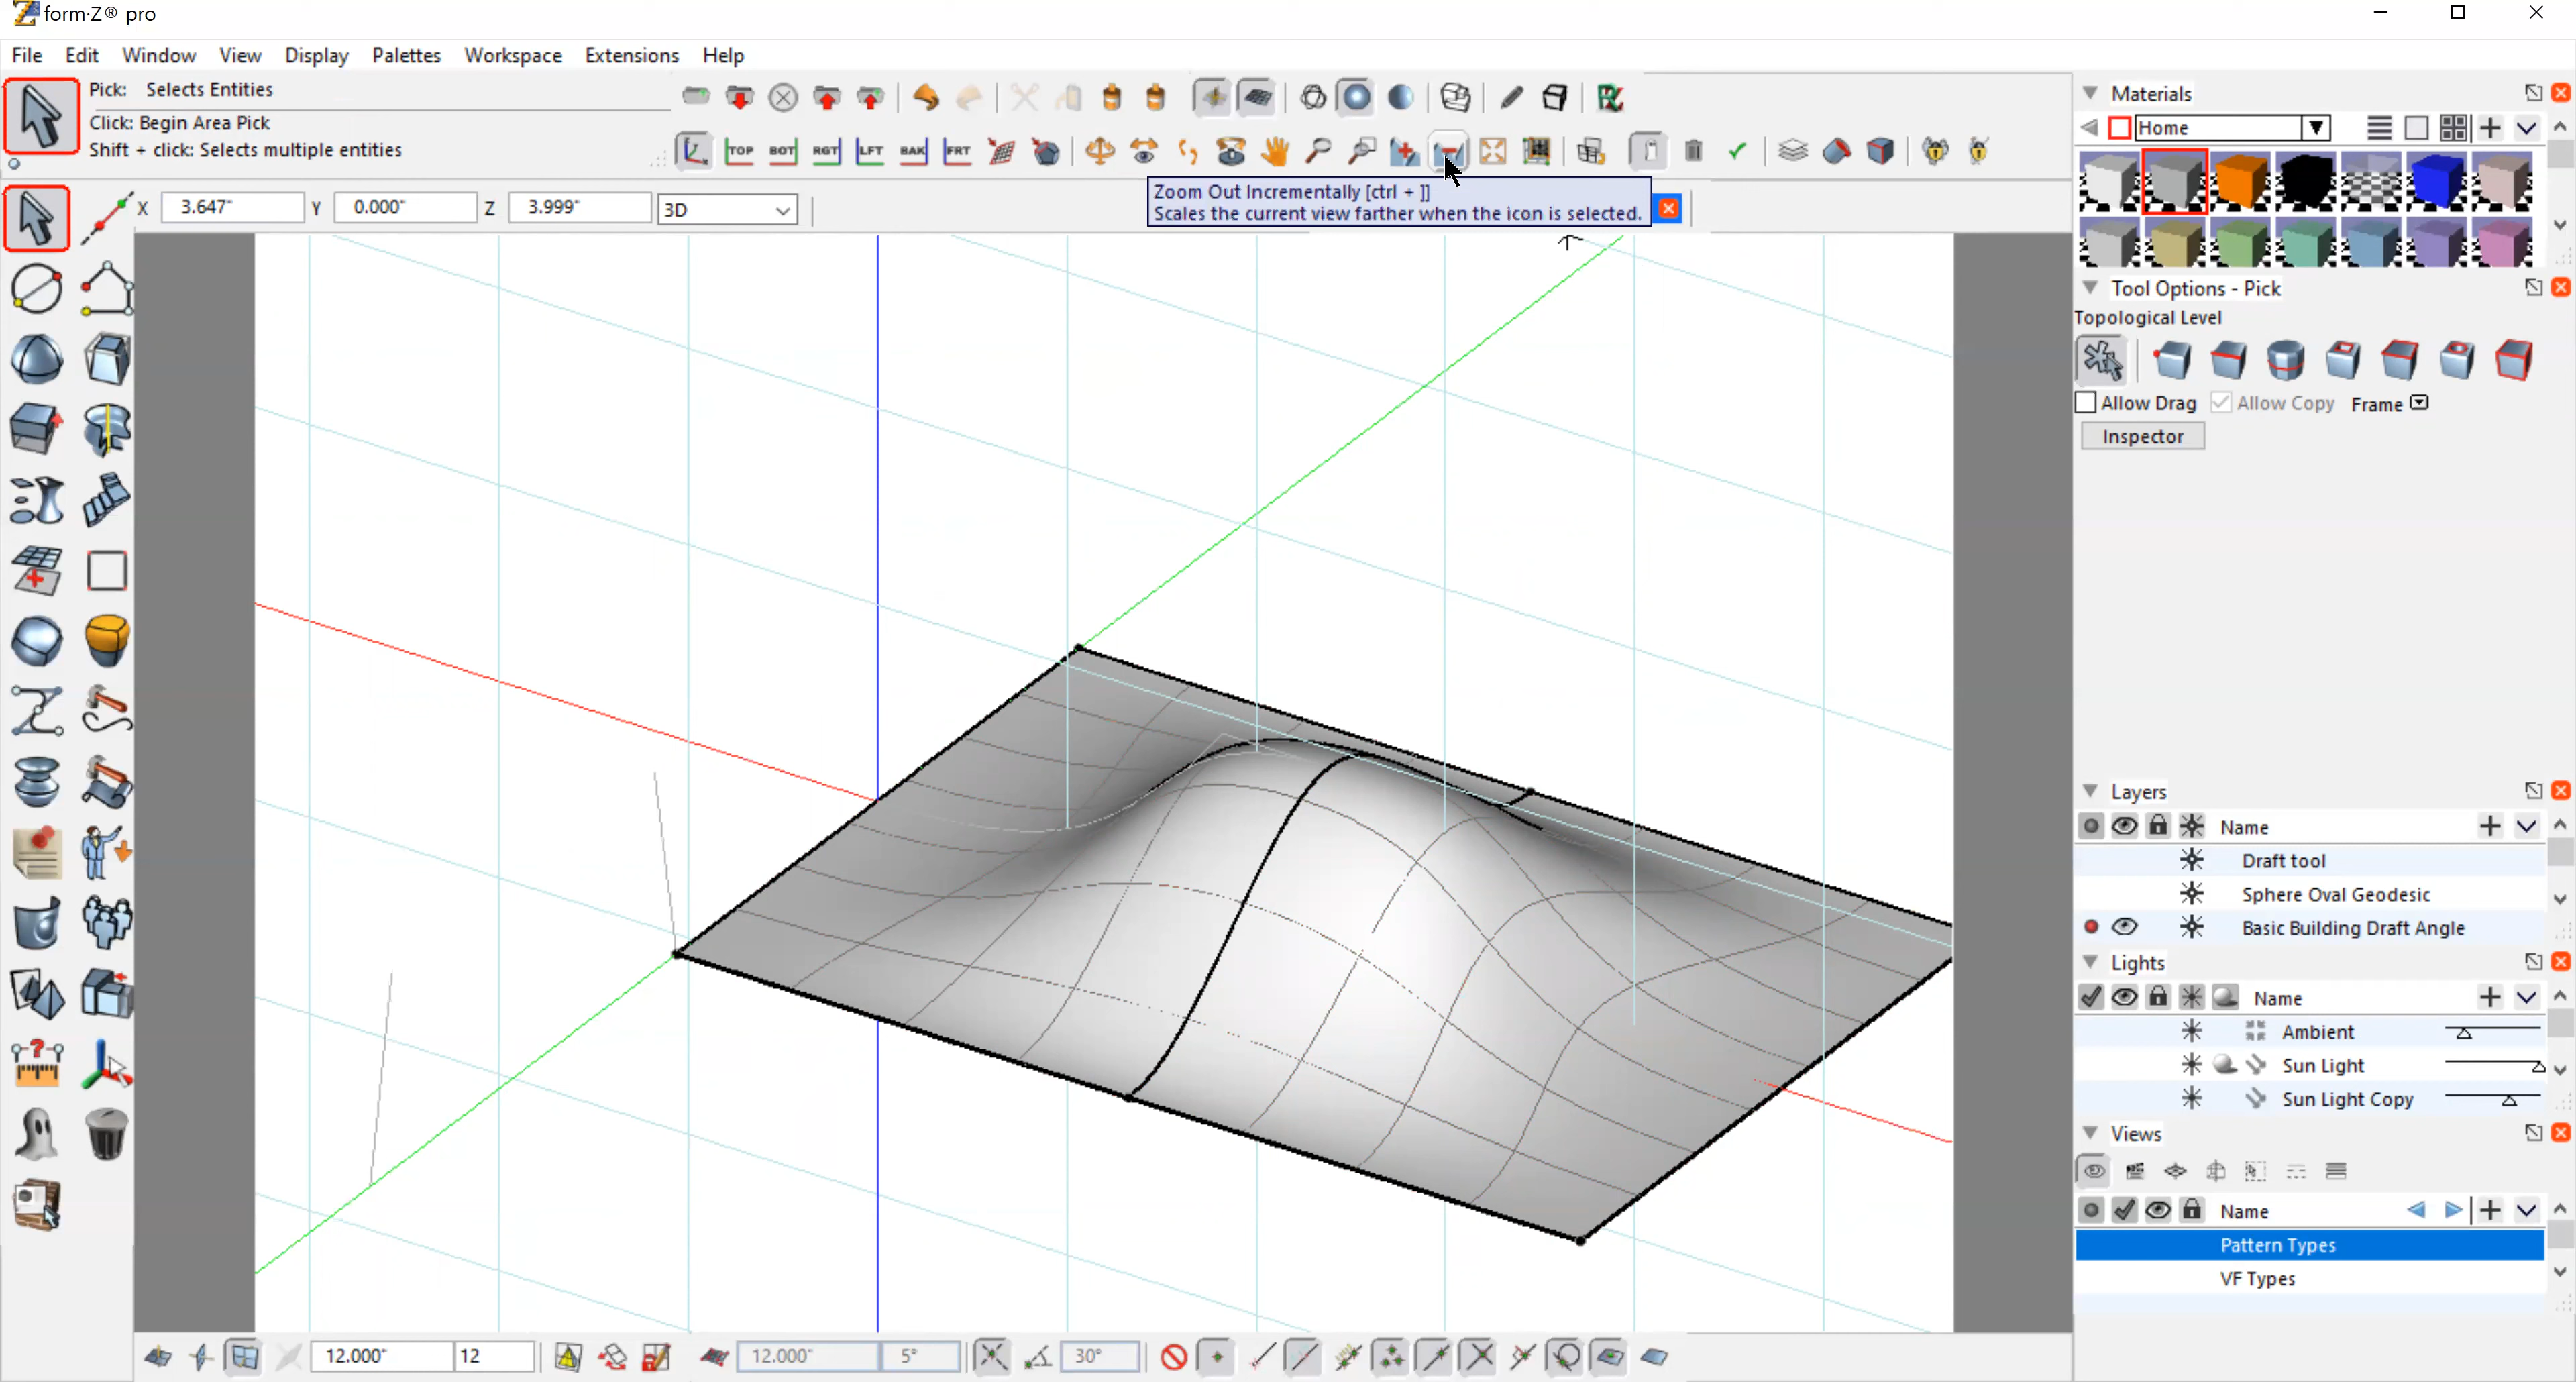 form·Z® pro
File Edit Window View Display Palettes Workspace Extensions Help
Pick: Selects Entities
Click: Begin Area Pick
Shift + click: Selects multiple entities
TOP BOT RGT LFT BAK FRT
X 3.647" Y 0.000" Z 3.999" 3D
Zoom Out Incrementally [ctrl + ]]
Scales the current view farther when the icon is selected.
Materials
Home
Tool Options - Pick
Topological Level
Allow Drag Allow Copy Frame
Inspector
Layers
Name
Draft tool
Sphere Oval Geodesic
Basic Building Draft Angle
Lights
Name
Ambient
Sun Light
Sun Light Copy
Views
Name
Pattern Types
VF Types
12.000" 12 12.000" 5° 30°